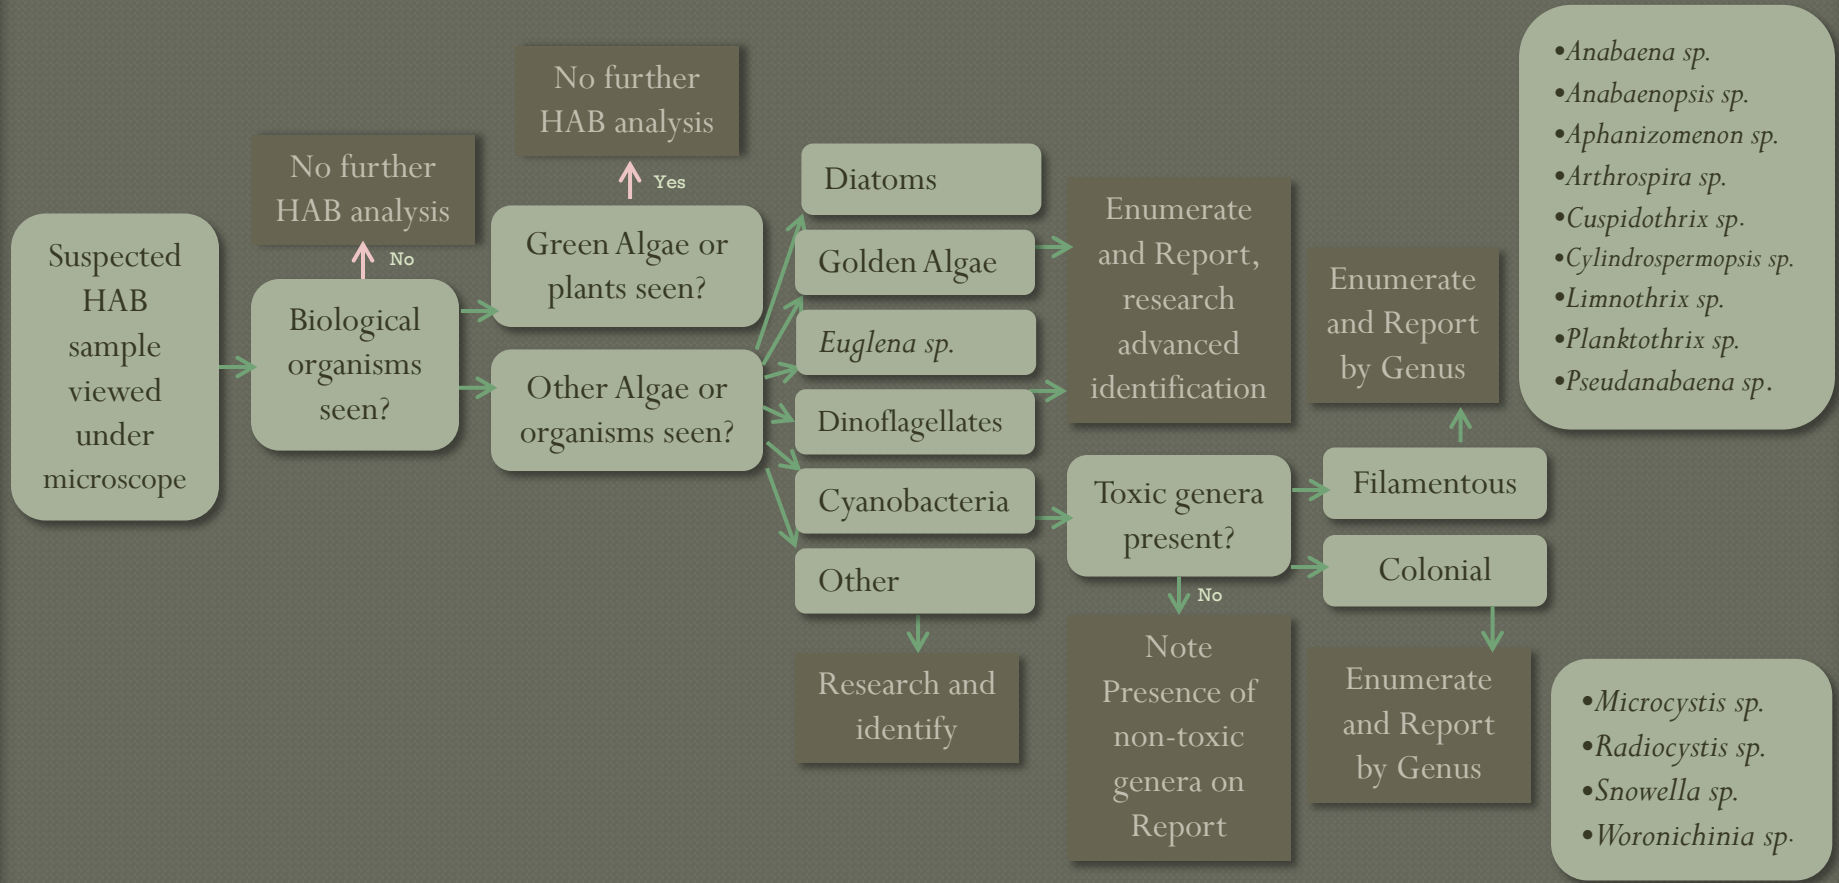 Suspected
HAB
sample
viewed
under
microscope
No further
HAB analysis
No
Biological
organisms
seen?
No further
HAB analysis
Yes
Green Algae or
plants seen?
Other Algae or
organisms seen?
Diatoms
Golden Algae
Euglena sp.
Dinoflagellates
Cyanobacteria
Other
Research and
identify
Enumerate
and Report,
research
advanced
identification
Toxic genera
present?
No
Note
Presence of
non-toxic
genera on
Report
Enumerate
and Report
by Genus
Filamentous
Colonial
Enumerate
and Report
by Genus
•Anabaena sp.
•Anabaenopsis sp.
•Aphanizomenon sp.
•Arthrospira sp.
•Cuspidothrix sp.
•Cylindrospermopsis sp.
•Limnothrix sp.
•Planktothrix sp.
•Pseudanabaena sp.
•Microcystis sp.
•Radiocystis sp.
•Snowella sp.
•Woronichinia sp.